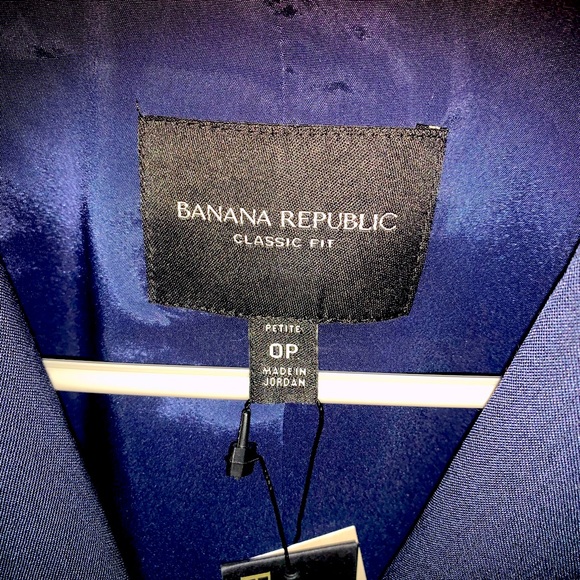 BANANA REPUBLIC
CLASSIC FIT
PETITE
0P
MADE IN
JORDAN